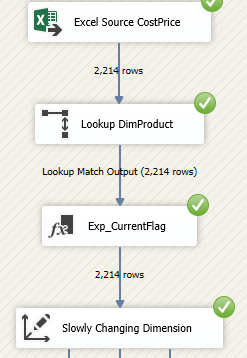 Excel Source CostPrice
2,214 rows
Lookup DimProduct
Lookup Match Output (2,214 rows)
Exp_CurrentFlag
2,214 rows
Slowly Changing Dimension